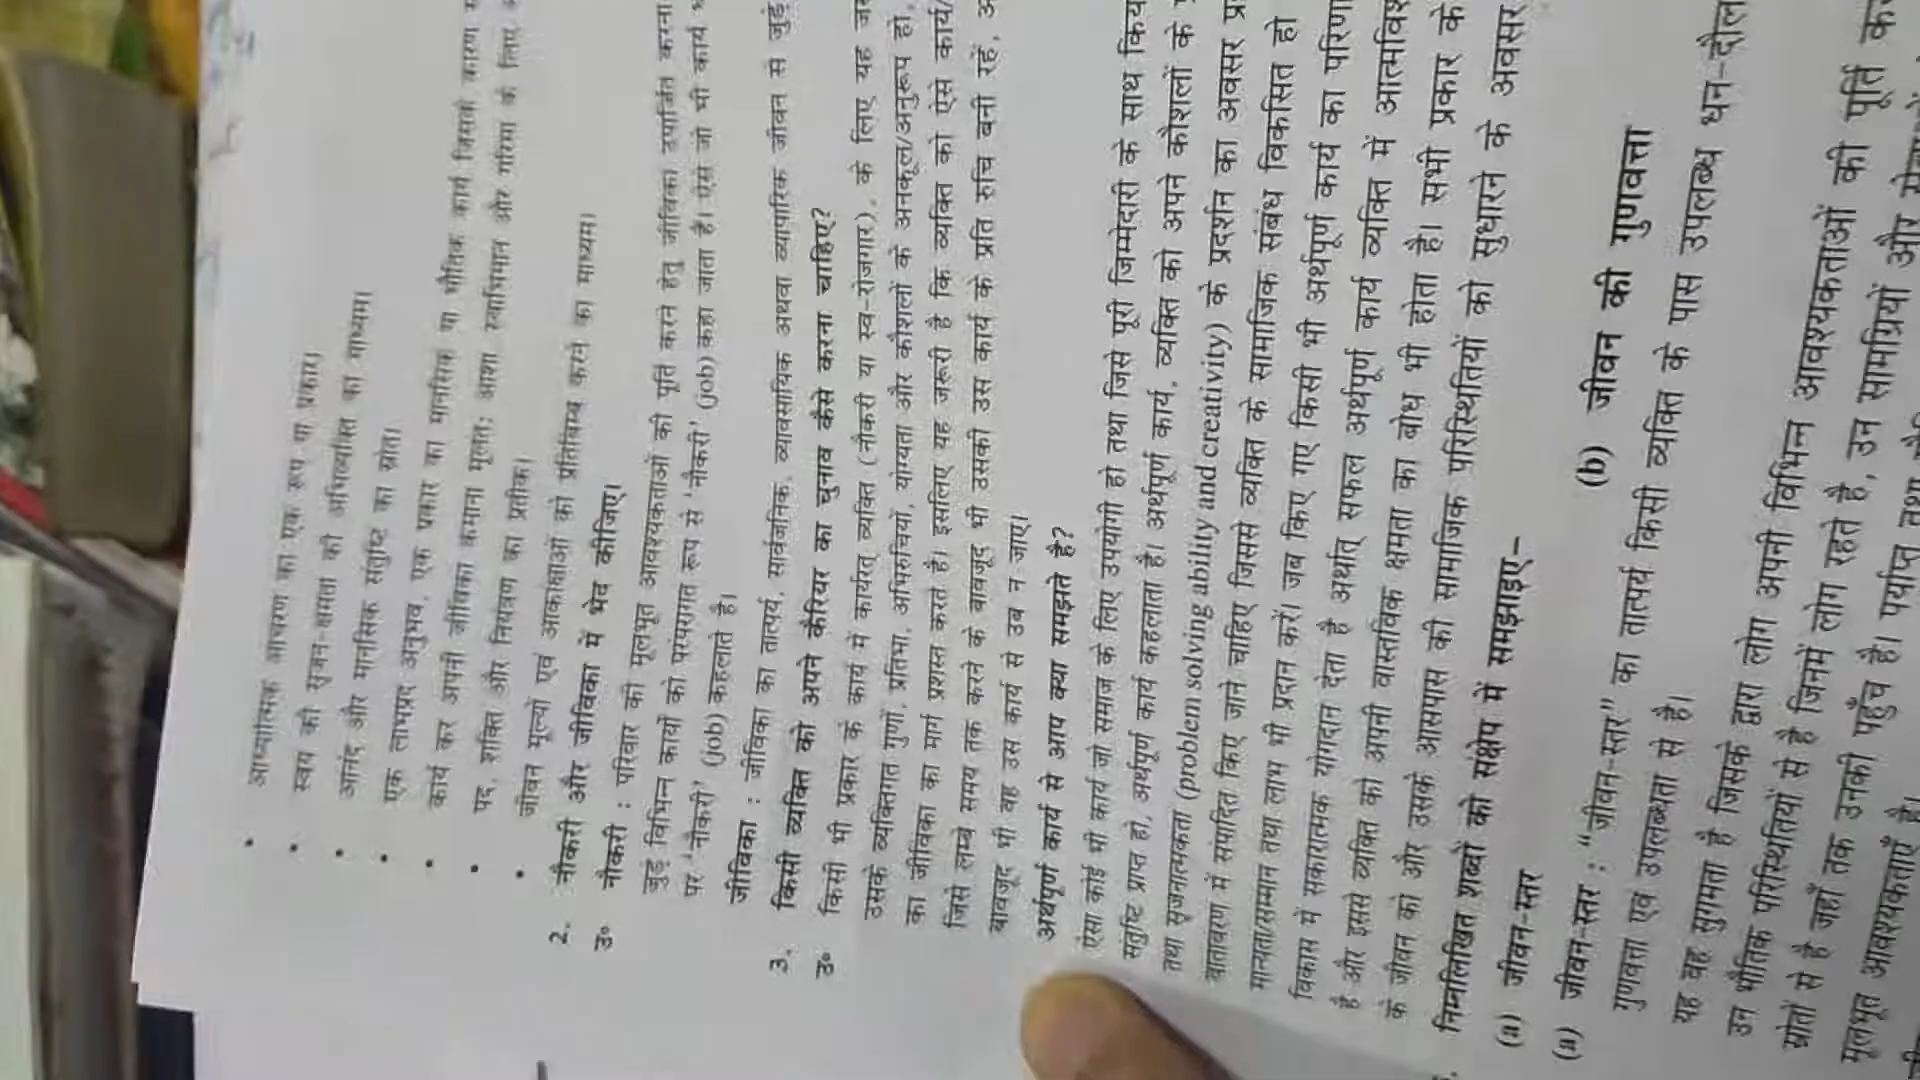 • आध्यात्मिक आचरण का एक रूप या प्रकार।
• स्वयं की सृजन-क्षमता की अभिव्यक्ति का माध्यम।
• आनंद और मानसिक संतुष्टि का स्रोत।
• एक लाभप्रद अनुभव, एक प्रकार का मानसिक या भौतिक कार्य जिसके कारण
• कार्य कर अपनी जीविका कमाना मूलतः आशा, स्वाभिमान और गरिमा के लिए
• पद, शक्ति और नियंत्रण का प्रतीक।
• जीवन मूल्यों एवं आकांक्षाओं को प्रतिबिंब करने का माध्यम।
2. नौकरी और जीविका में भेद कीजिए।
उ० नौकरी : परिवार की मूलभूत आवश्यकताओं की पूर्ति करने हेतु जीविका उपार्जित करना
जुड़े विभिन्न कार्यों को परंपरागत रूप से 'नौकरी' (job) कहा जाता है। ऐसे जो भी कार्य
पर 'नौकरी' (job) कहलाते हैं।
जीविका : जीविका का तात्पर्य, सार्वजनिक, व्यावसायिक अथवा व्यापारिक जीवन से जुड़े
3. किसी व्यक्ति को अपने कैरियर का चुनाव कैसे करना चाहिए?
उ० किसी भी प्रकार के कार्य में कार्यरत् व्यक्ति (नौकरी या स्व-रोजगार), के लिए यह
उसके व्यक्तिगत गुणों, प्रतिभा, अभिरुचियों, योग्यता और कौशलों के अनकूल/अनुरूप हो,
का जीविका का मार्ग प्रशस्त करते हैं। इसलिए यह जरूरी है कि व्यक्ति को ऐसे कार्य/
जिसे लम्बे समय तक करने के बावजूद भी उसकी उस कार्य के प्रति रुचि बनी रहे,
बावजूद भी वह उस कार्य से उब न जाए।
अर्थपूर्ण कार्य से आप क्या समझते है?
ऐसा कोई भी कार्य जो समाज के लिए उपयोगी हो तथा जिसे पूरी जिम्मेदारी के साथ
संतुष्टि प्राप्त हो, अर्थपूर्ण कार्य कहलाता है। अर्थपूर्ण कार्य, व्यक्ति को अपने कौशलों के
तथा सृजनात्मकता (problem solving ability and creativity) के प्रदर्शन का अवसर
वातावरण में संपादित किए जाने चाहिए जिससे व्यक्ति के सामाजिक संबंध विकसित हो
मान्यता/सम्मान तथा लाभ भी प्रदान करें। जब किए गए किसी भी अर्थपूर्ण कार्य का
विकास में सकारात्मक योगदान देता है अर्थात् सफल अर्थपूर्ण कार्य व्यक्ति में
है और इससे व्यक्ति को अपनी वास्तविक क्षमता का बोध भी होता है। सभी प्रकार के
के जीवन को और उसके आसपास की सामाजिक परिस्थितियों को सुधारने के अवसर
निम्नलिखित शब्दों को संक्षेप में समझाइए–
(a) जीवन-स्तर (b) जीवन की गुणवत्ता
(a) जीवन-स्तर : "जीवन-स्तर" का तात्पर्य किसी व्यक्ति के पास उपलब्ध
गुणवत्ता एवं उपलब्धता से है।
यह वह सुगमता है जिसके द्वारा लोग अपनी विभिन्न आवश्यकताओं की पूर्ति
उन भौतिक परिस्थितियों से है जिनमें लोग रहते है, उन सामग्रियों और
स्रोतों से है जहाँ तक उनकी पहुँच है। पर्याप्त तथा
मूलभूत आवश्यकताएँ है।